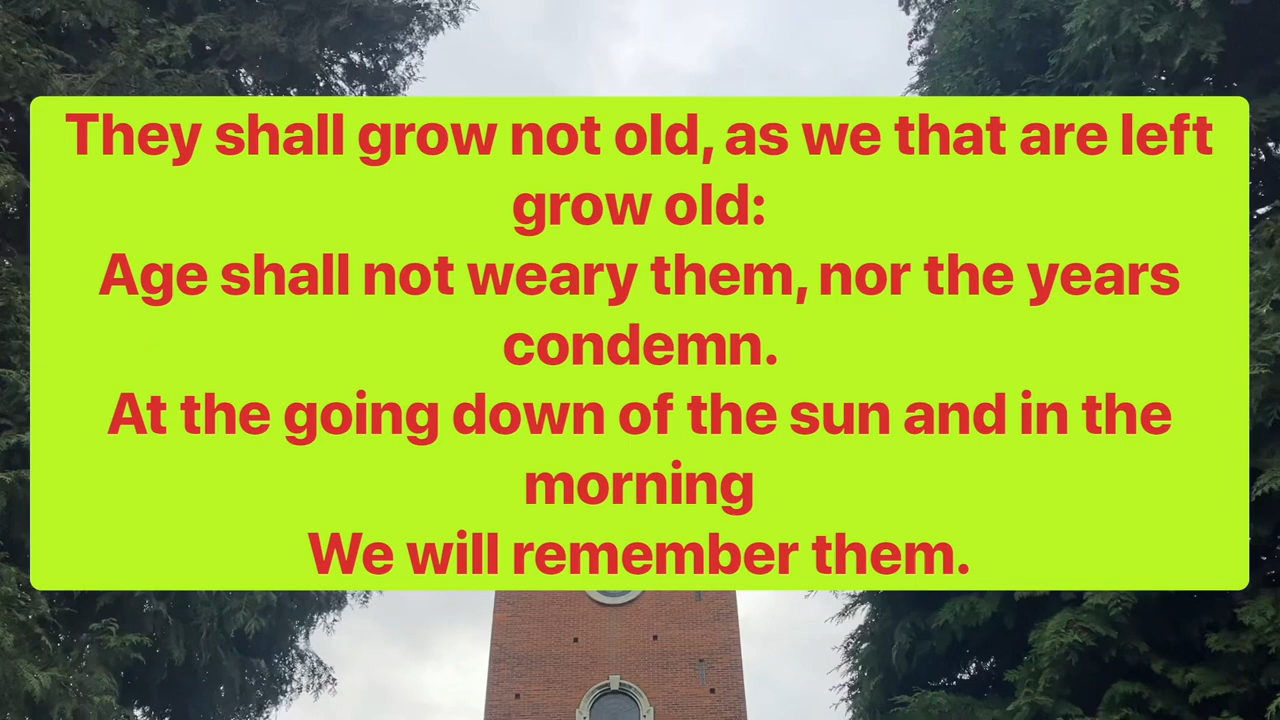 They shall grow not old, as we that are left
grow old:
Age shall not weary them, nor the years
condemn.
At the going down of the sun and in the
morning
We will remember them.